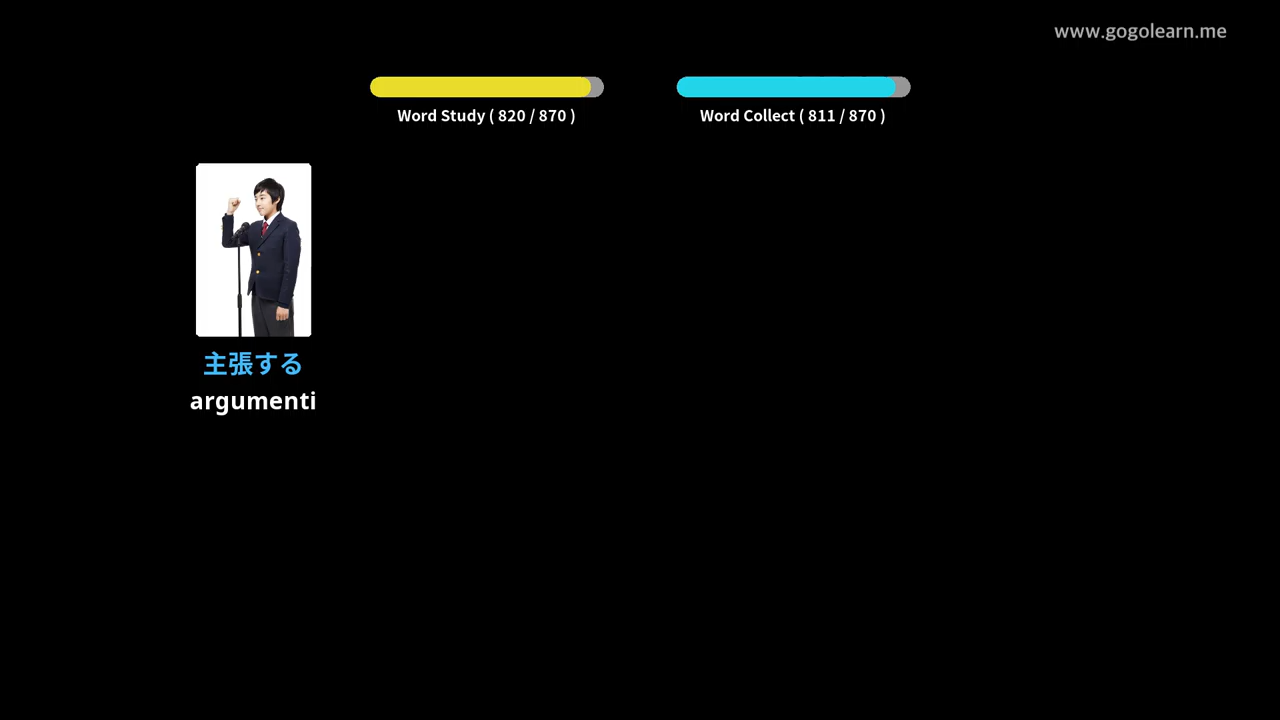 www.gogolearn.me
Word Study ( 820 / 870 )
Word Collect ( 811 / 870 )
主張する
argumenti